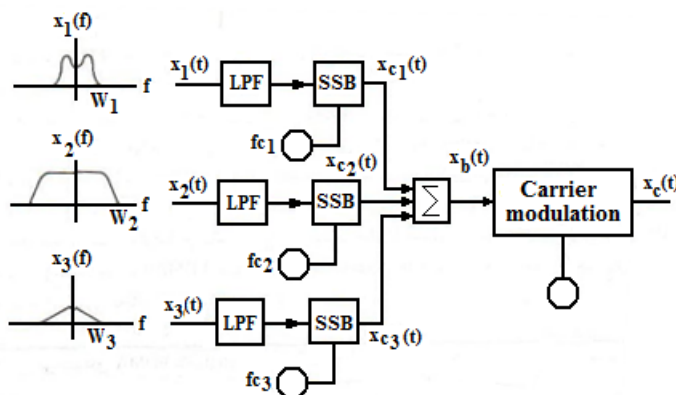 x1(f)
W1 f
x1(t) LPF SSB xc1(t)
fc1
x2(f)
W2 f
x2(t) LPF SSB xc2(t)
fc2
Σ xb(t) Carrier modulation xc(t)
x3(f)
W3 f
x3(t) LPF SSB xc3(t)
fc3